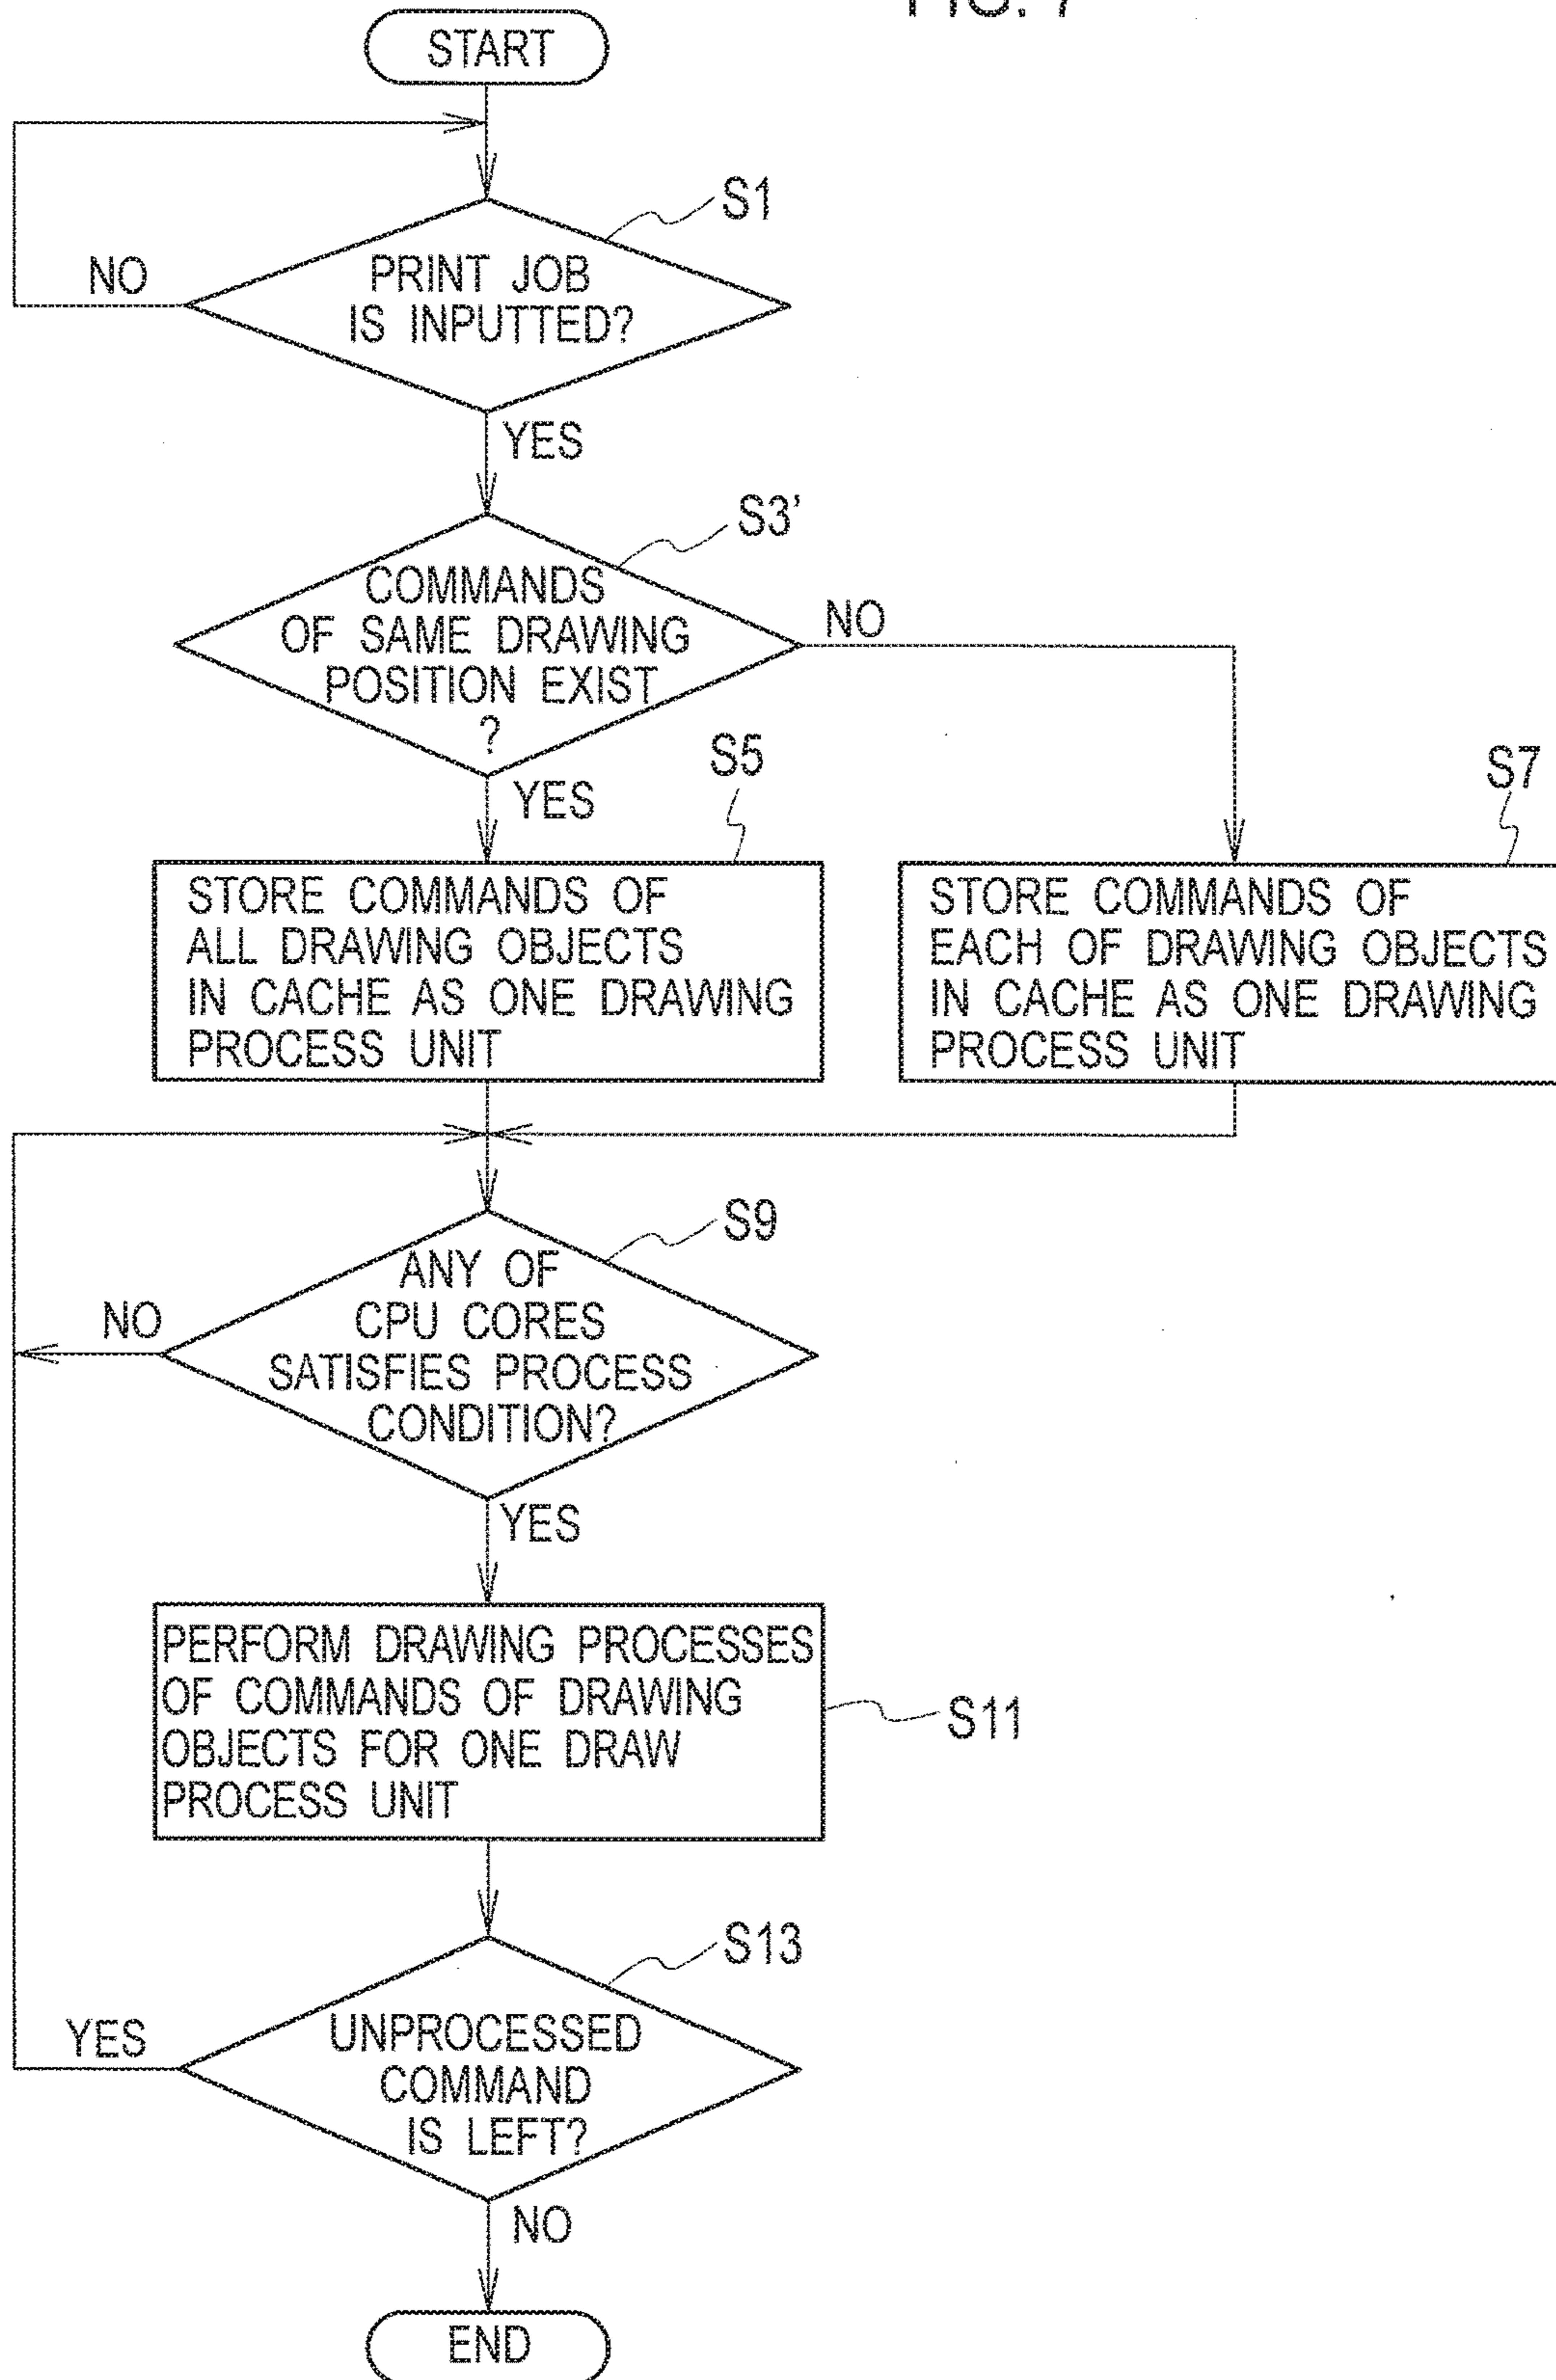 FIG. 7
START
S1
NO
PRINT JOB
IS INPUTTED?
YES
S3'
COMMANDS
OF SAME DRAWING
POSITION EXIST
?
NO
YES
S5
S7
STORE COMMANDS OF
ALL DRAWING OBJECTS
IN CACHE AS ONE DRAWING
PROCESS UNIT
STORE COMMANDS OF
EACH OF DRAWING OBJECTS
IN CACHE AS ONE DRAWING
PROCESS UNIT
S9
NO
ANY OF
CPU CORES
SATISFIES PROCESS
CONDITION?
YES
PERFORM DRAWING PROCESSES
OF COMMANDS OF DRAWING
OBJECTS FOR ONE DRAW
PROCESS UNIT
S11
S13
YES
UNPROCESSED
COMMAND
IS LEFT?
NO
END